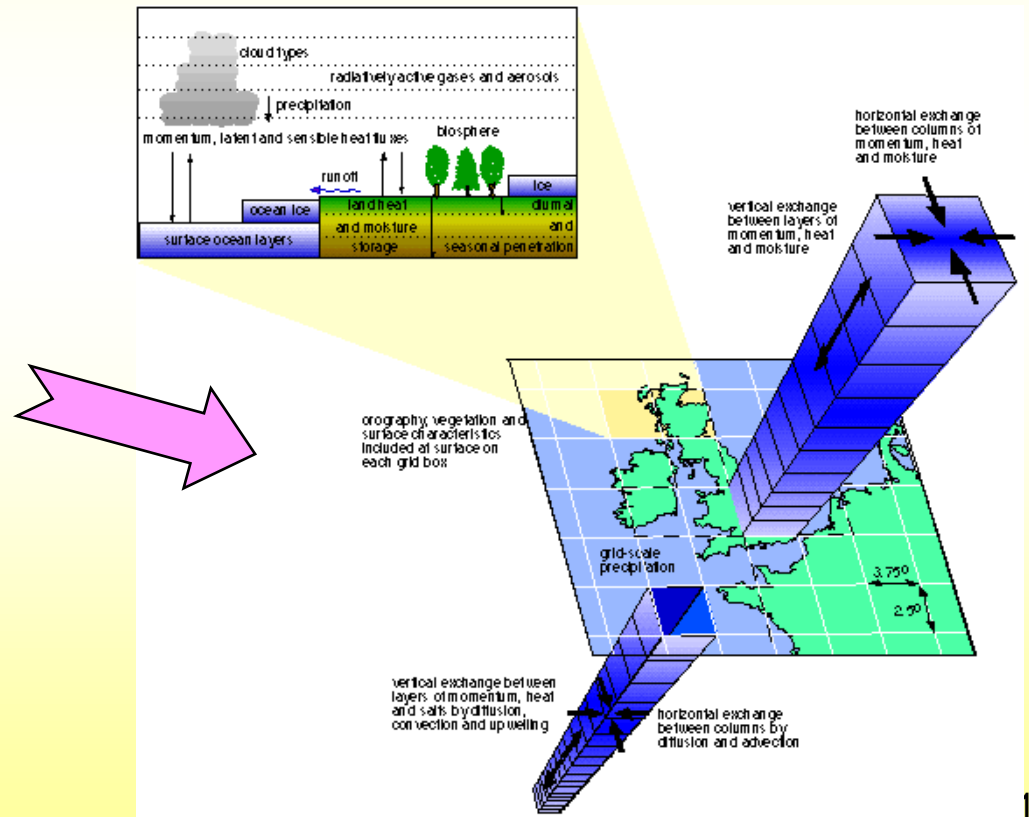 cloud types
radiatively active gases and aerosols
precipitation
momentum, latent and sensible heat fluxes
biosphere
run off
ice
ocean ice
land heat
diurnal
and moisture
and
surface ocean layers
storage
seasonal penetration
horizontal exchange
between columns of
momentum, heat
and moisture
vertical exchange
between layers of
momentum, heat
and moisture
orography, vegetation and
surface characteristics
included at surface on
each grid box
grid-scale
precipitation
3.75°
2.5°
vertical exchange between
layers of momentum, heat
and salts by diffusion,
convection and upwelling
horizontal exchange
between columns by
diffusion and advection
1